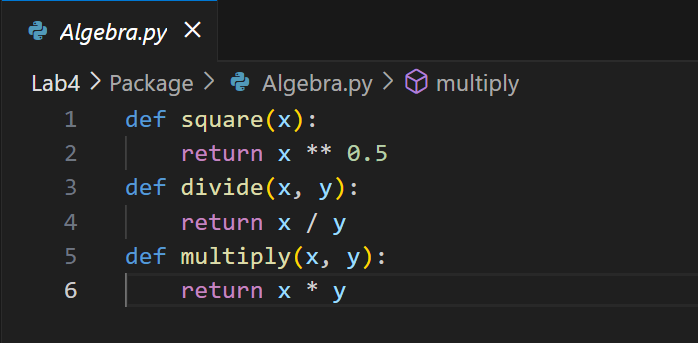 Algebra.py ×
Lab4 > Package > Algebra.py > multiply
1 def square(x):
2     return x ** 0.5
3 def divide(x, y):
4     return x / y
5 def multiply(x, y):
6     return x * y